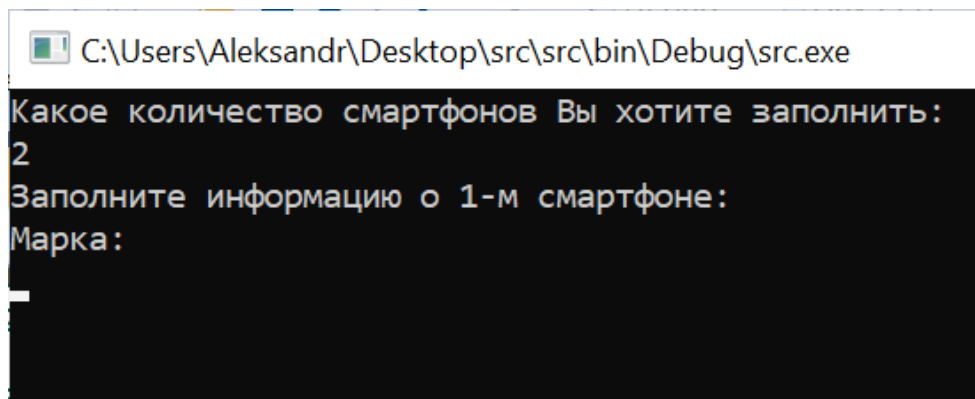 C:\Users\Aleksandr\Desktop\src\src\bin\Debug\src.exe
Какое количество смартфонов Вы хотите заполнить:
2
Заполните информацию о 1-м смартфоне:
Марка: